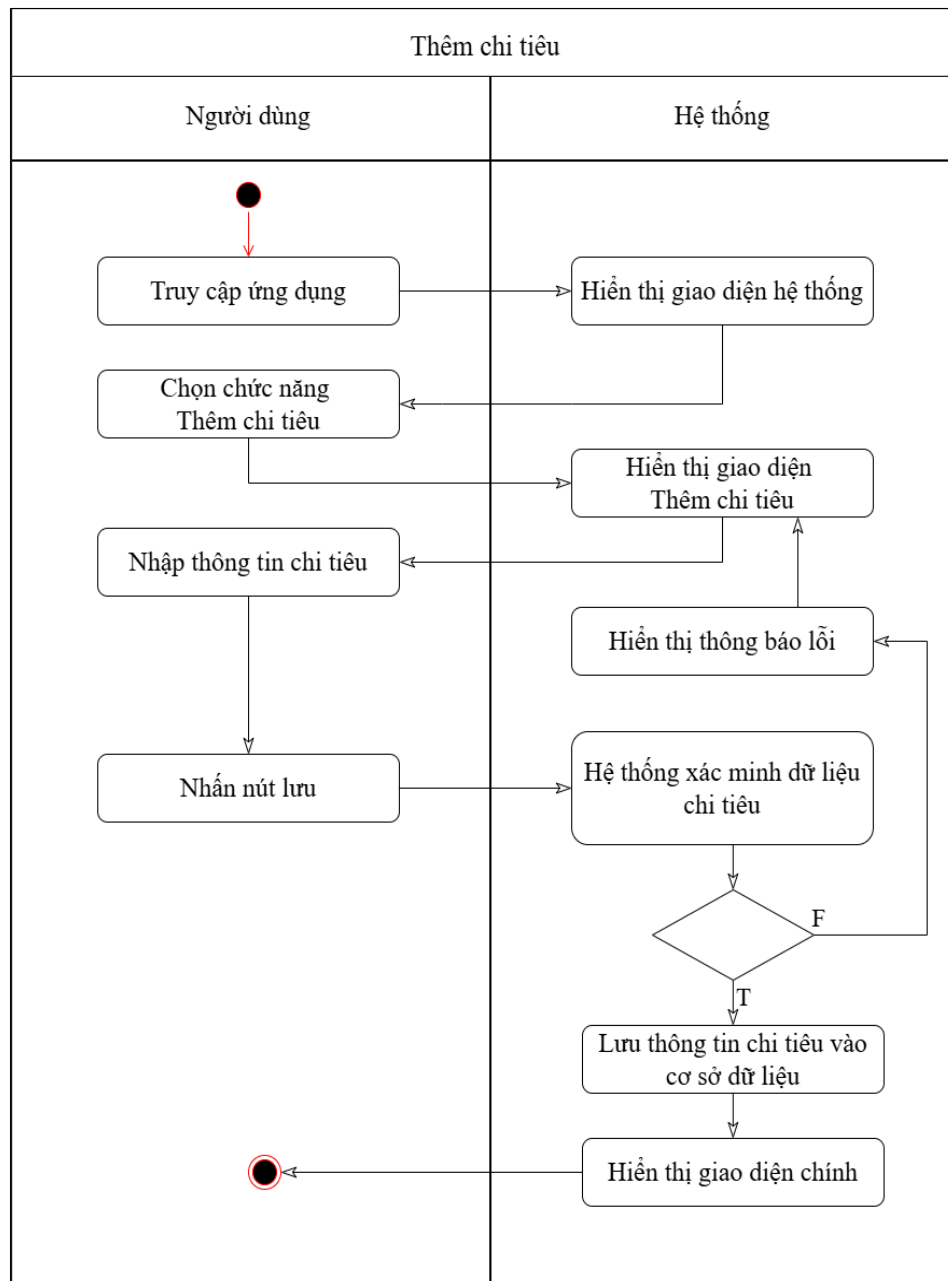 Thêm chi tiêu
Người dùng
Hệ thống
Truy cập ứng dụng
Hiển thị giao diện hệ thống
Chọn chức năng
Thêm chi tiêu
Hiển thị giao diện
Thêm chi tiêu
Nhập thông tin chi tiêu
Hiển thị thông báo lỗi
Nhấn nút lưu
Hệ thống xác minh dữ liệu
chi tiêu
F
T
Lưu thông tin chi tiêu vào
cơ sở dữ liệu
Hiển thị giao diện chính